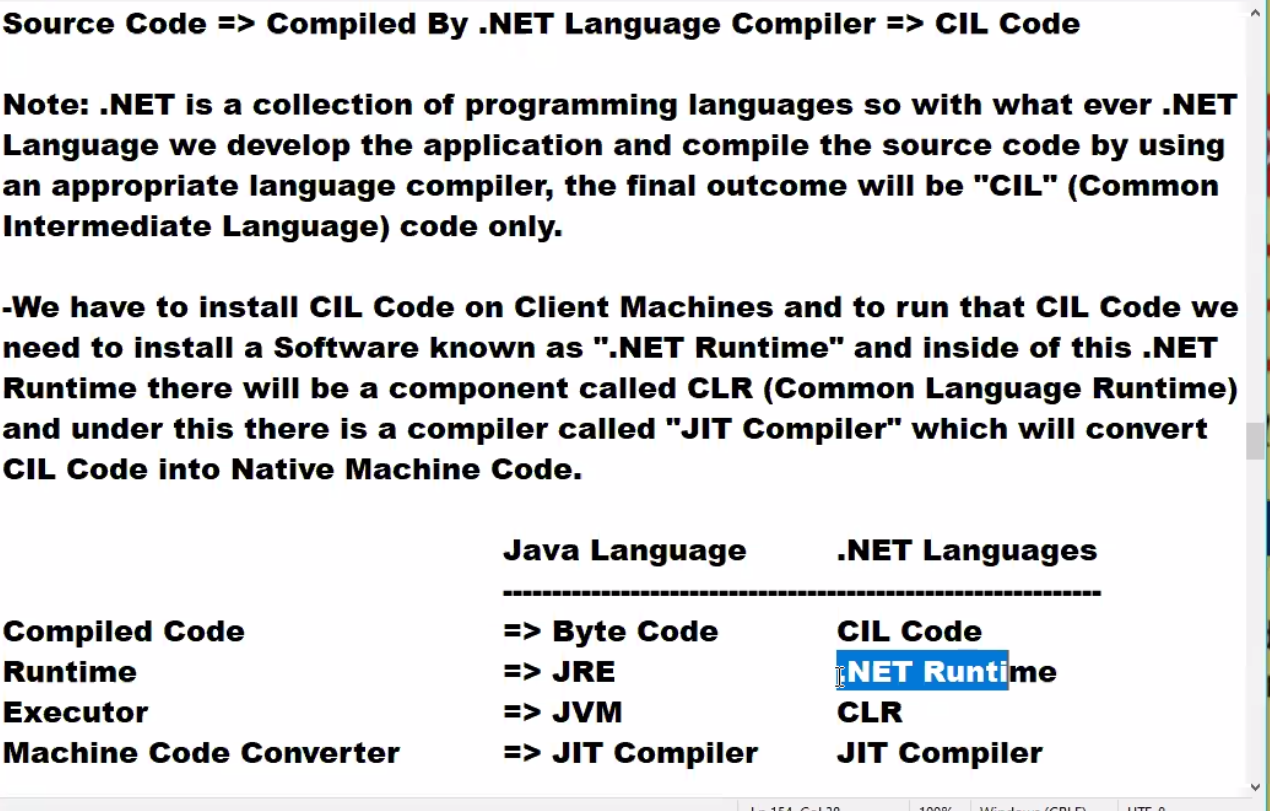 Source Code => Compiled By .NET Language Compiler => CIL Code
Note: .NET is a collection of programming languages so with what ever .NET
Language we develop the application and compile the source code by using
an appropriate language compiler, the final outcome will be "CIL" (Common
Intermediate Language) code only.
-We have to install CIL Code on Client Machines and to run that CIL Code we
need to install a Software known as ".NET Runtime" and inside of this .NET
Runtime there will be a component called CLR (Common Language Runtime)
and under this there is a compiler called "JIT Compiler" which will convert
CIL Code into Native Machine Code.
Java Language .NET Languages
-------------------------------------------------------------
Compiled Code => Byte Code CIL Code
Runtime => JRE .NET Runtime
Executor => JVM CLR
Machine Code Converter => JIT Compiler JIT Compiler
Ln 154, Col 38 100% Windows (CRLF) UTF-8